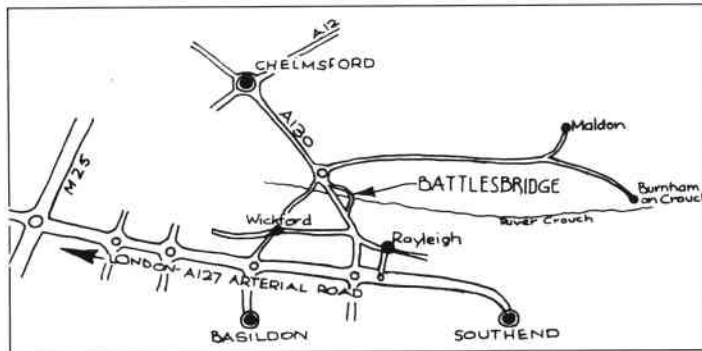 A12
CHELMSFORD
A130
Maldon
M25
BATTLESBRIDGE
Burnham
on Crouch
Wickford
River Crouch
Rayleigh
LONDON-A127 ARTERIAL ROAD
BASILDON
SOUTHEND